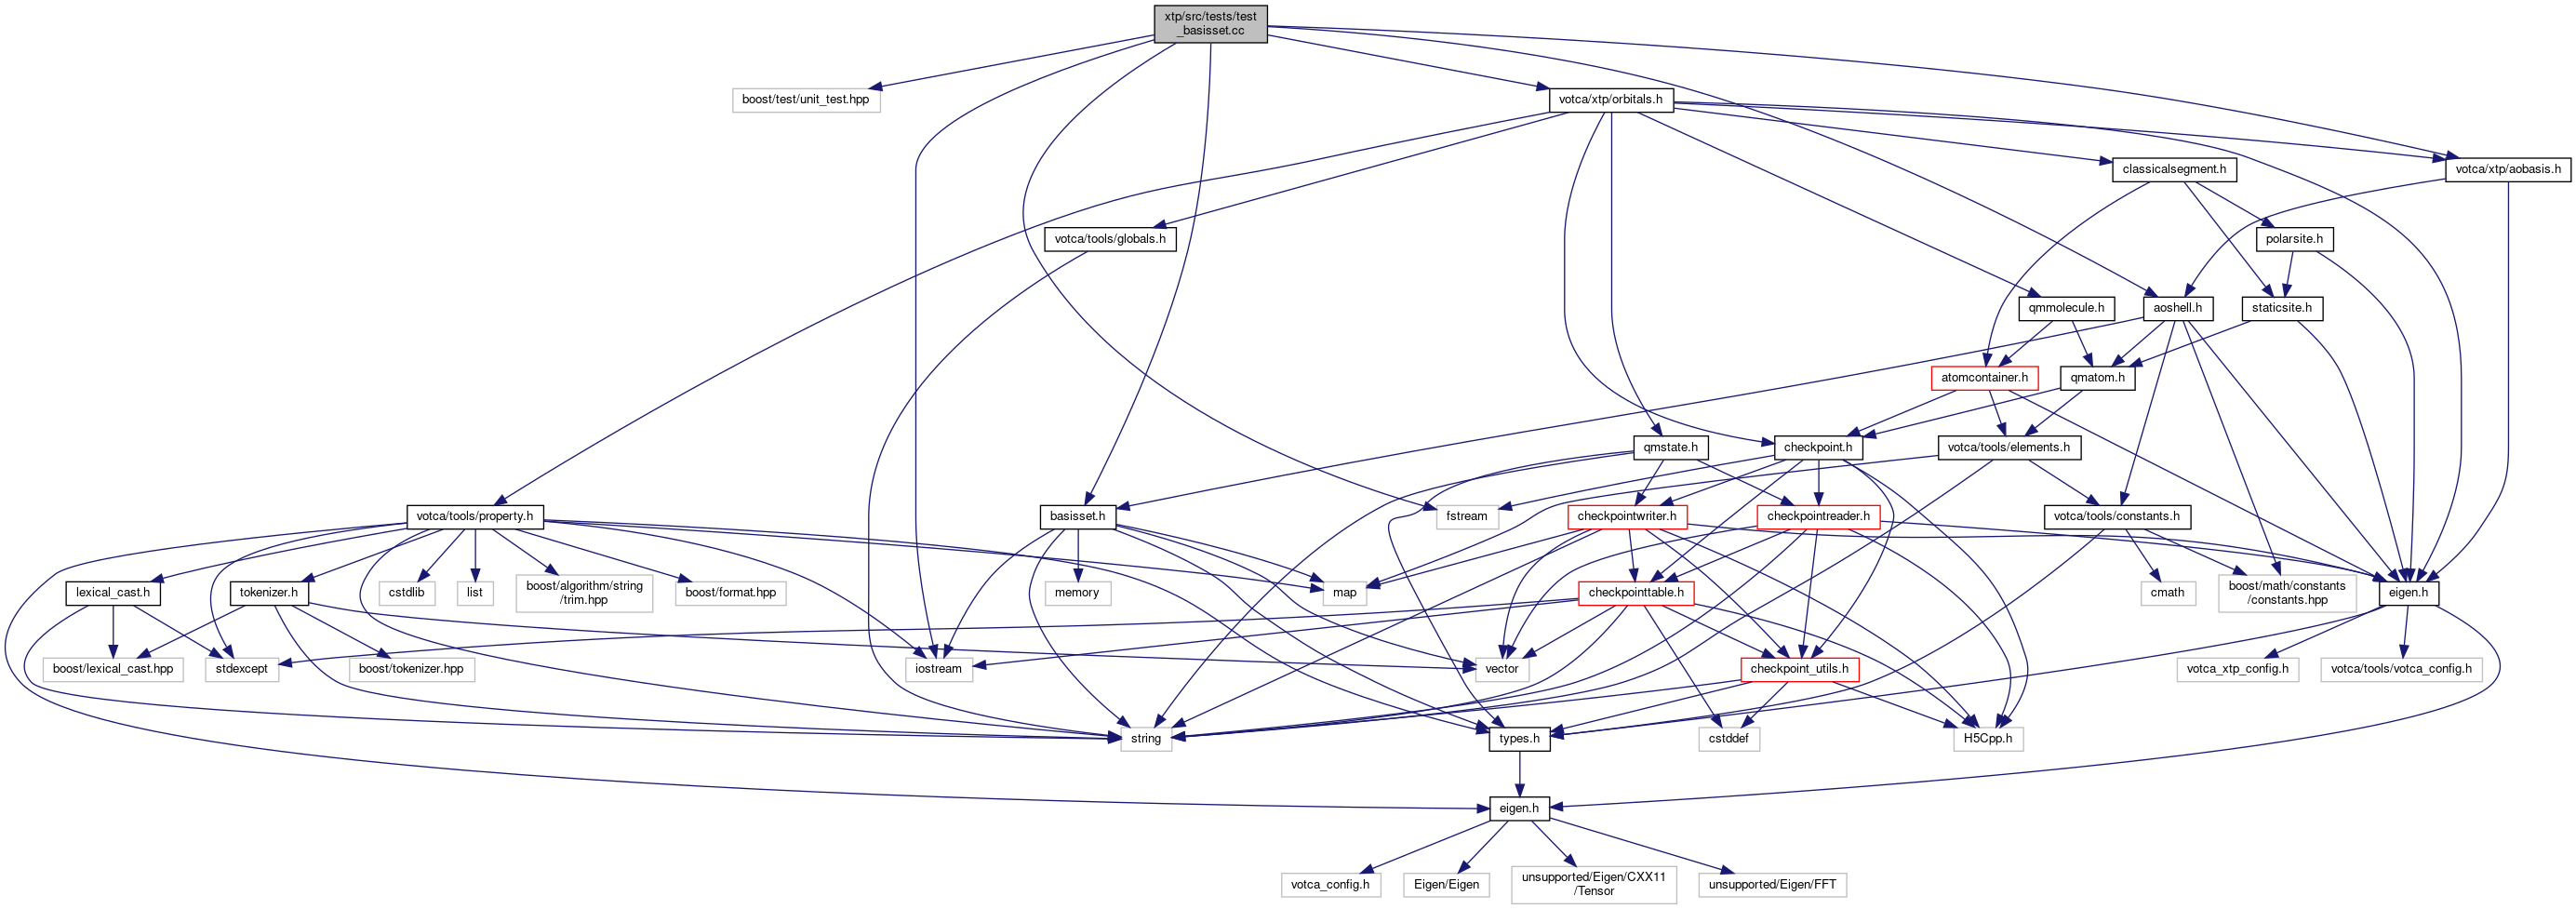 xtp/src/tests/test
_basisset.cc
boost/test/unit_test.hpp
votca/xtp/orbitals.h
classicalsegment.h
votca/xtp/aobasis.h
votca/tools/globals.h
polarsite.h
qmmolecule.h
aoshell.h
staticsite.h
atomcontainer.h
qmatom.h
qmstate.h
checkpoint.h
votca/tools/elements.h
votca/tools/property.h
basisset.h
fstream
checkpointwriter.h
checkpointreader.h
votca/tools/constants.h
lexical_cast.h
tokenizer.h
cstdlib
list
boost/algorithm/string
/trim.hpp
boost/format.hpp
memory
map
checkpointtable.h
cmath
boost/math/constants
/constants.hpp
eigen.h
boost/lexical_cast.hpp
stdexcept
boost/tokenizer.hpp
iostream
vector
checkpoint_utils.h
votca_xtp_config.h
votca/tools/votca_config.h
string
types.h
cstddef
H5Cpp.h
eigen.h
votca_config.h
Eigen/Eigen
unsupported/Eigen/CXX11
/Tensor
unsupported/Eigen/FFT